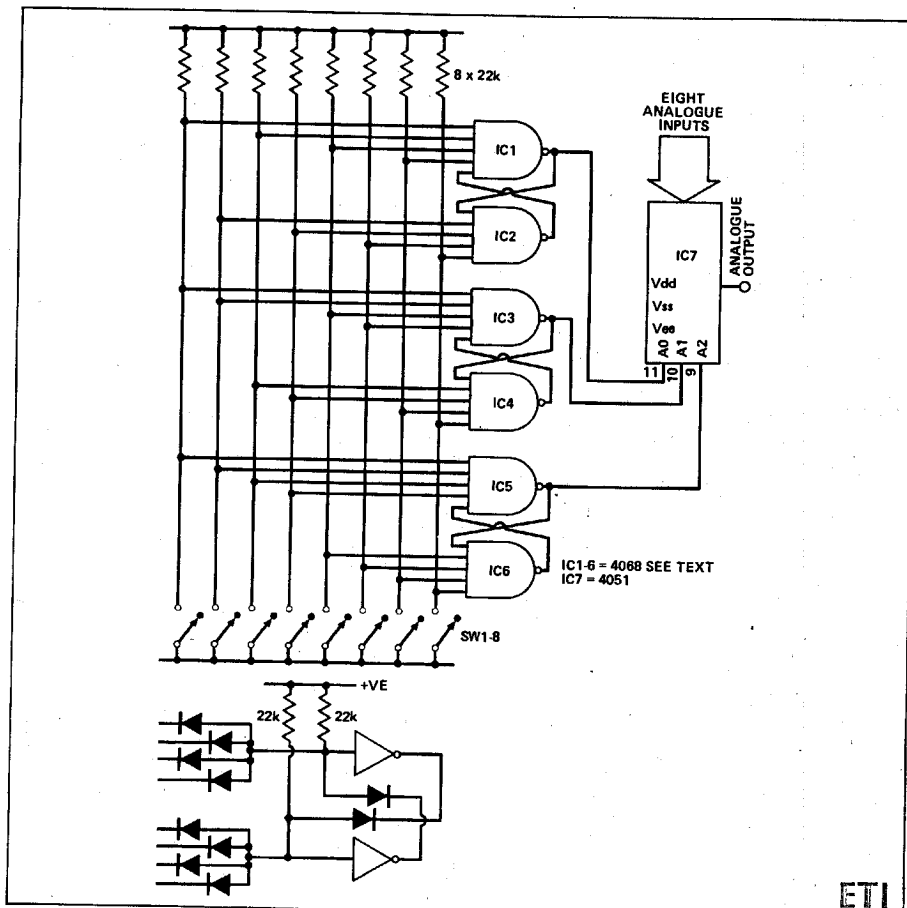 8 x 22k
EIGHT
ANALOGUE
INPUTS
IC1
IC2
IC3
IC4
IC5
IC6
IC7
Vdd
Vss
Vee
A0
A1
A2
11
10
9
ANALOGUE
OUTPUT
IC1-6 = 4068 SEE TEXT
IC7 = 4051
SW1-8
+VE
22k
22k
ETI